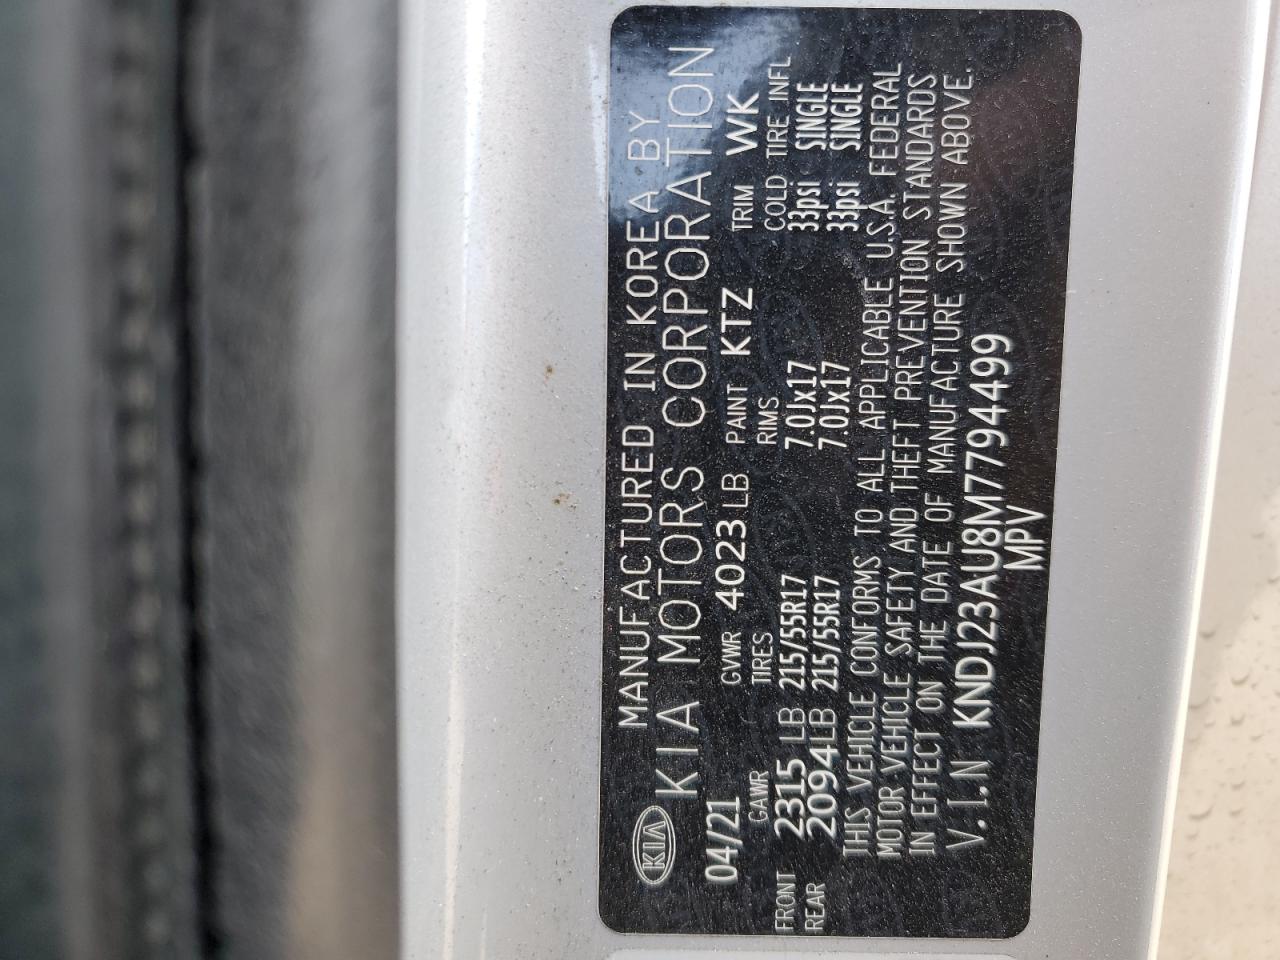 MANUFACTURED IN KOREA BY
KIA KIA MOTORS CORPORATION
04/21 GVWR 4023 LB PAINT KTZ TRIM WK
GAWR TIRES RIMS COLD TIRE INFL
FRONT 2315 LB 215/55R17 7.0Jx17 33psi SINGLE
REAR 2094LB 215/55R17 7.0Jx17 33psi SINGLE
THIS VEHICLE CONFORMS TO ALL APPLICABLE U.S.A. FEDERAL
MOTOR VEHICLE SAFETY AND THEFT PREVENTION STANDARDS
IN EFFECT ON THE DATE OF MANUFACTURE SHOWN ABOVE.
V.I.N KNDJ23AU8M7794499
MPV